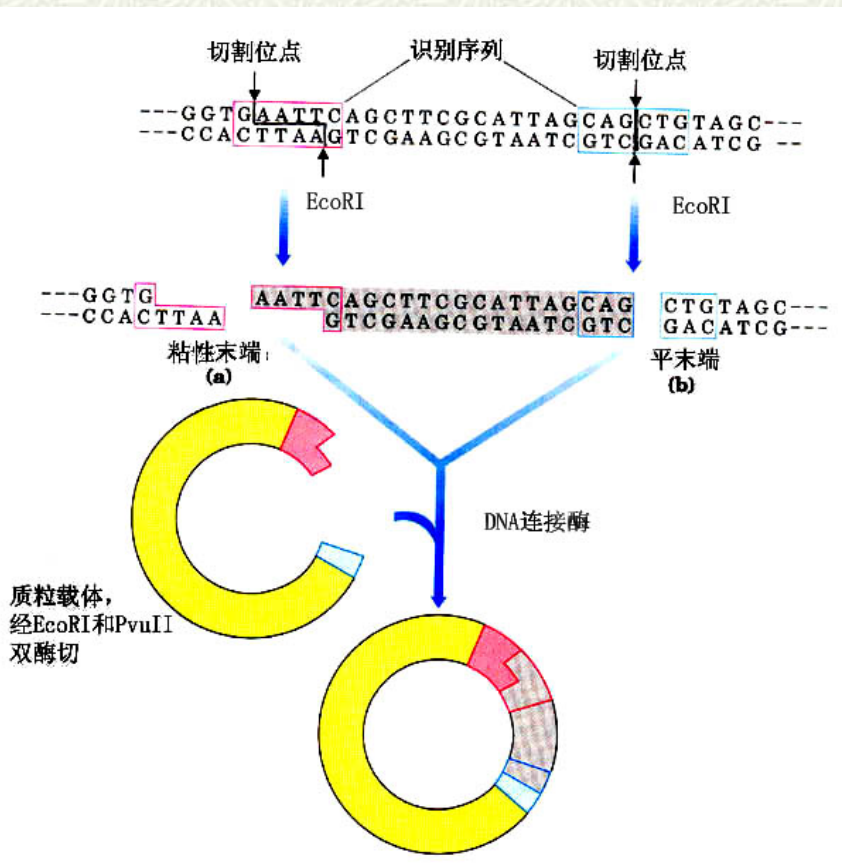 切割位点 识别序列 切割位点
---GGTGAATTCAGCTTCGCATTAGCAGCTGTAGC---
---CCACTTAAGTCGAAGCGTAATCGTCGACATCG --
EcoRI EcoRI
---GGTG AATTCAGCTTCGCATTAGCAG CTGTAGC---
---CCACTTAA GTCGAAGCGTAATCGTC GACATCG---
粘性末端 平末端
(a) (b)
DNA连接酶
质粒载体，
经EcoRI和PvuII
双酶切